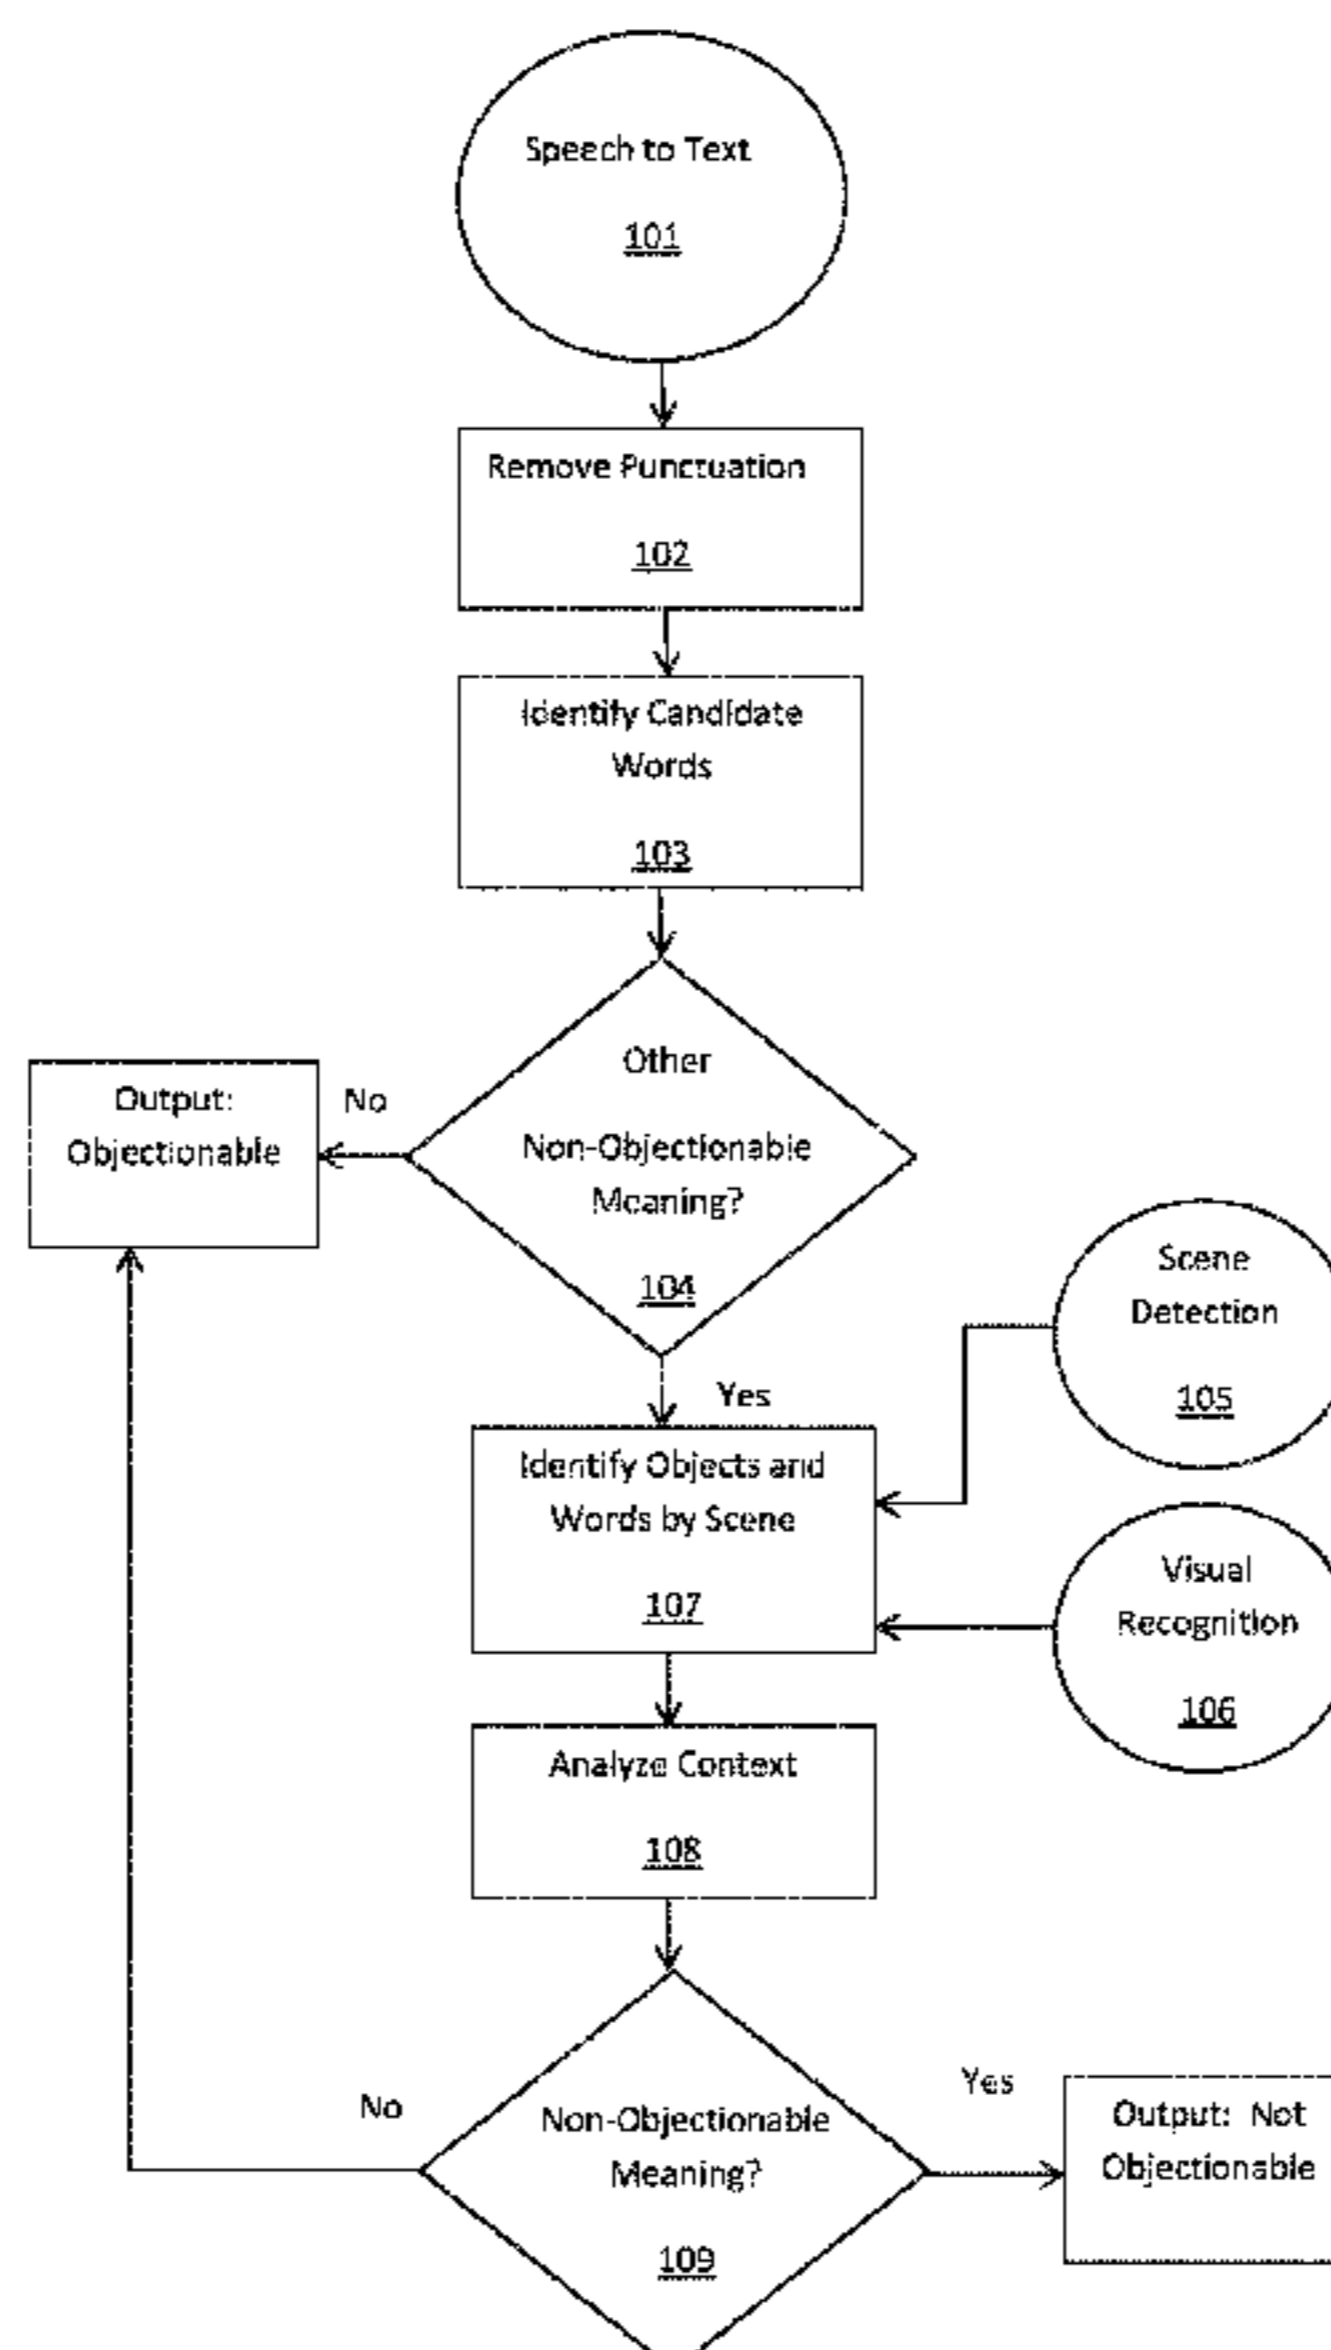 Speech to Text
101
Remove Punctuation
102
Identify Candidate
Words
103
Other
Non-Objectionable
Meaning?
104
No
Output:
Objectionable
Yes
Scene
Detection
105
Identify Objects and
Words by Scene
107
Visual
Recognition
106
Analyze Context
108
Non-Objectionable
Meaning?
109
No
Yes
Output: Not
Objectionable